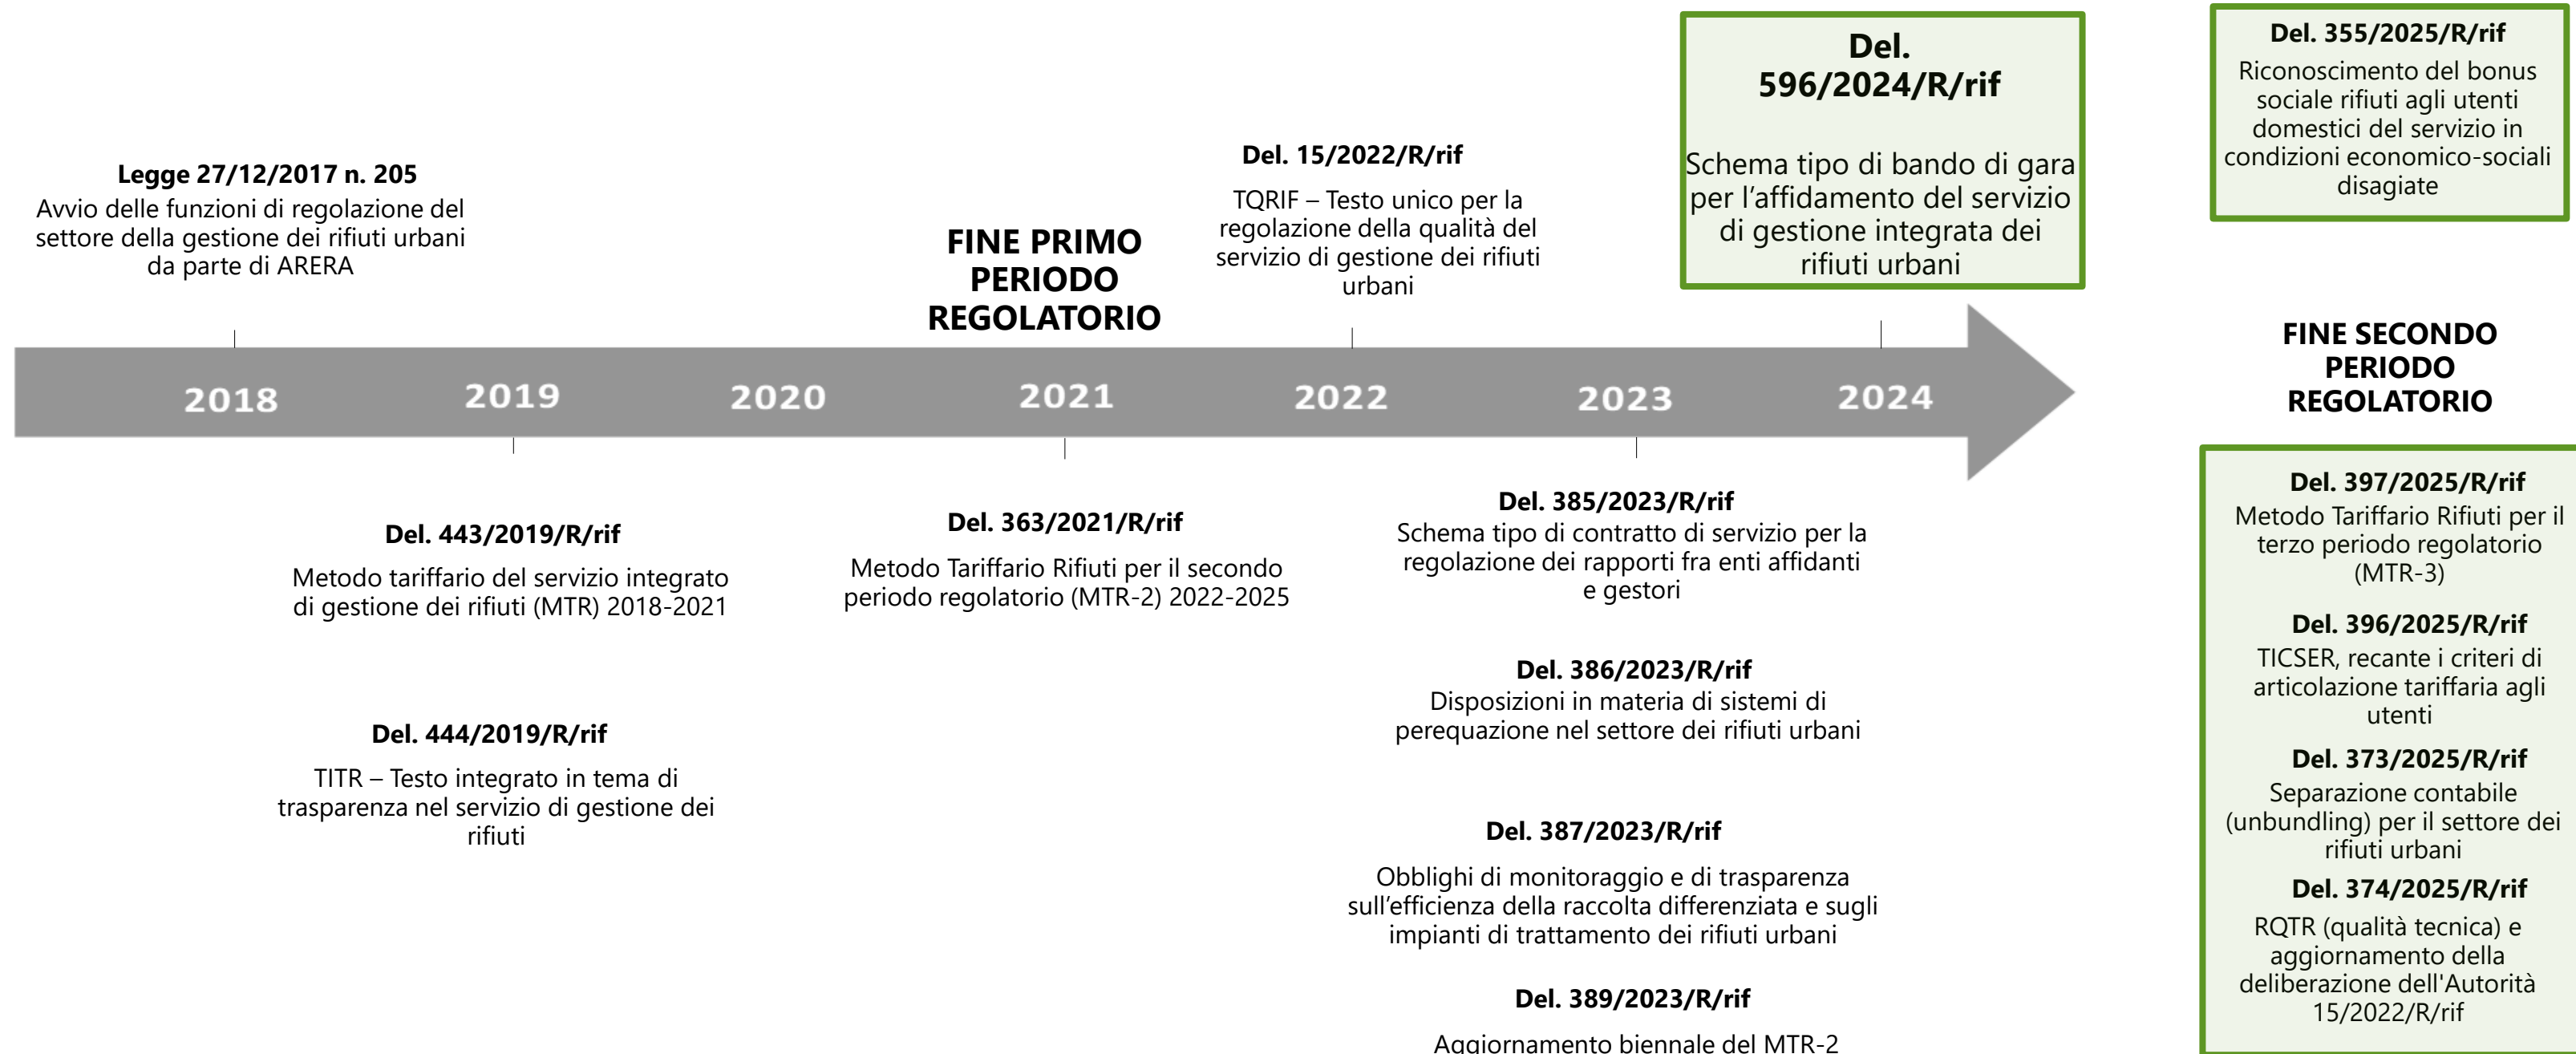 Legge 27/12/2017 n. 205
Avvio delle funzioni di regolazione del
settore della gestione dei rifiuti urbani
da parte di ARERA
FINE PRIMO
PERIODO
REGOLATORIO
Del. 15/2022/R/rif
TQRIF – Testo unico per la
regolazione della qualità del
servizio di gestione dei rifiuti
urbani
Del.
596/2024/R/rif
Schema tipo di bando di gara
per l’affidamento del servizio
di gestione integrata dei
rifiuti urbani
Del. 355/2025/R/rif
Riconoscimento del bonus
sociale rifiuti agli utenti
domestici del servizio in
condizioni economico-sociali
disagiate
2018
2019
2020
2021
2022
2023
2024
FINE SECONDO
PERIODO
REGOLATORIO
Del. 443/2019/R/rif
Metodo tariffario del servizio integrato
di gestione dei rifiuti (MTR) 2018-2021
Del. 444/2019/R/rif
TITR – Testo integrato in tema di
trasparenza nel servizio di gestione dei
rifiuti
Del. 363/2021/R/rif
Metodo Tariffario Rifiuti per il secondo
periodo regolatorio (MTR-2) 2022-2025
Del. 385/2023/R/rif
Schema tipo di contratto di servizio per la
regolazione dei rapporti fra enti affidanti
e gestori
Del. 386/2023/R/rif
Disposizioni in materia di sistemi di
perequazione nel settore dei rifiuti urbani
Del. 387/2023/R/rif
Obblighi di monitoraggio e di trasparenza
sull’efficienza della raccolta differenziata e sugli
impianti di trattamento dei rifiuti urbani
Del. 389/2023/R/rif
Aggiornamento biennale del MTR-2
Del. 397/2025/R/rif
Metodo Tariffario Rifiuti per il
terzo periodo regolatorio
(MTR-3)
Del. 396/2025/R/rif
TICSER, recante i criteri di
articolazione tariffaria agli
utenti
Del. 373/2025/R/rif
Separazione contabile
(unbundling) per il settore dei
rifiuti urbani
Del. 374/2025/R/rif
RQTR (qualità tecnica) e
aggiornamento della
deliberazione dell'Autorità
15/2022/R/rif